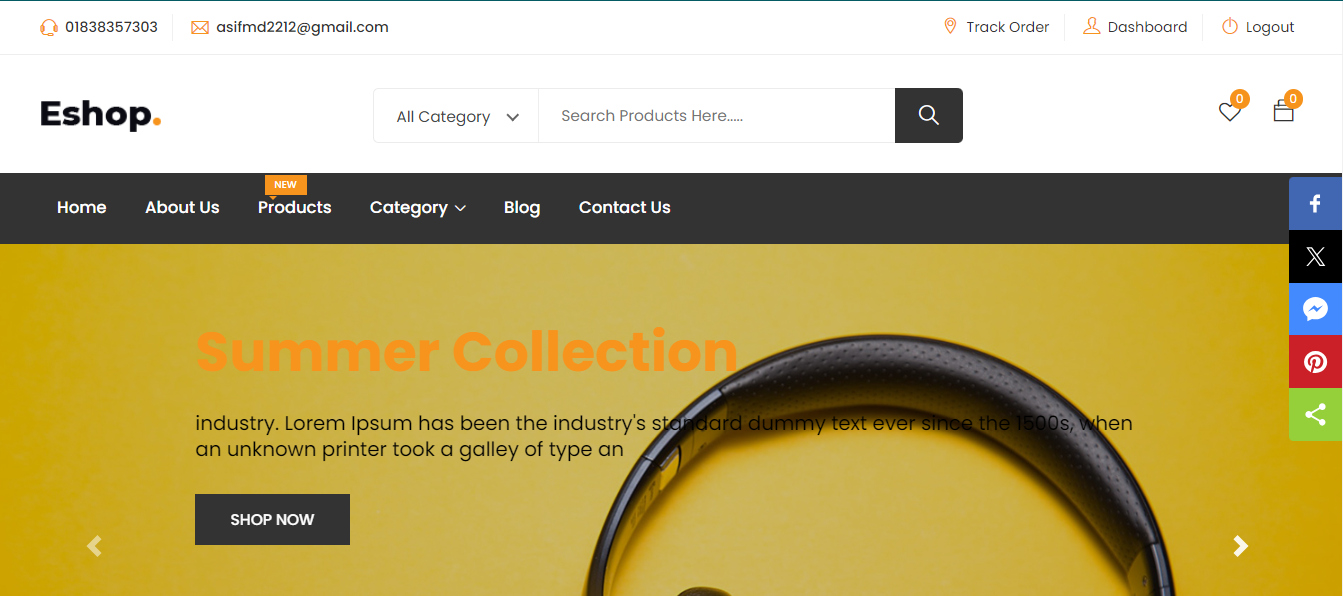 01838357303 asifmd2212@gmail.com Track Order Dashboard Logout
Eshop. All Category Search Products Here..... 0 0
NEW
Home About Us Products Category Blog Contact Us
Summer Collection
industry. Lorem Ipsum has been the industry's standard dummy text ever since the 1500s, when
an unknown printer took a galley of type an
SHOP NOW